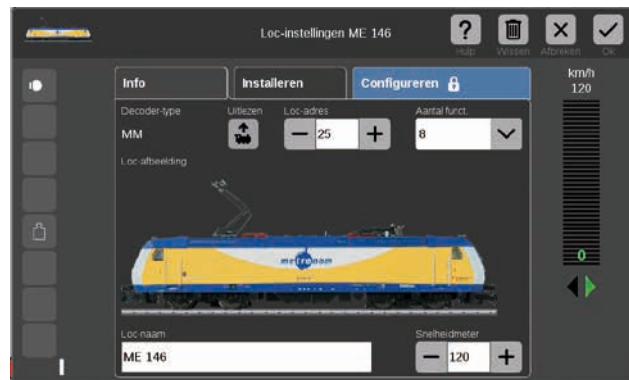 Loc-instellingen ME 146
Hulp
Wissen
Afbreken
Ok
Info
Installeren
Configureren
km/h
120
Decoder-type
Uitlezen
Loc-adres
Aantal funct.
MM
25
8
Loc-afbeelding
metronom
0
Loc-naam
Snelheidmeter
ME 146
120